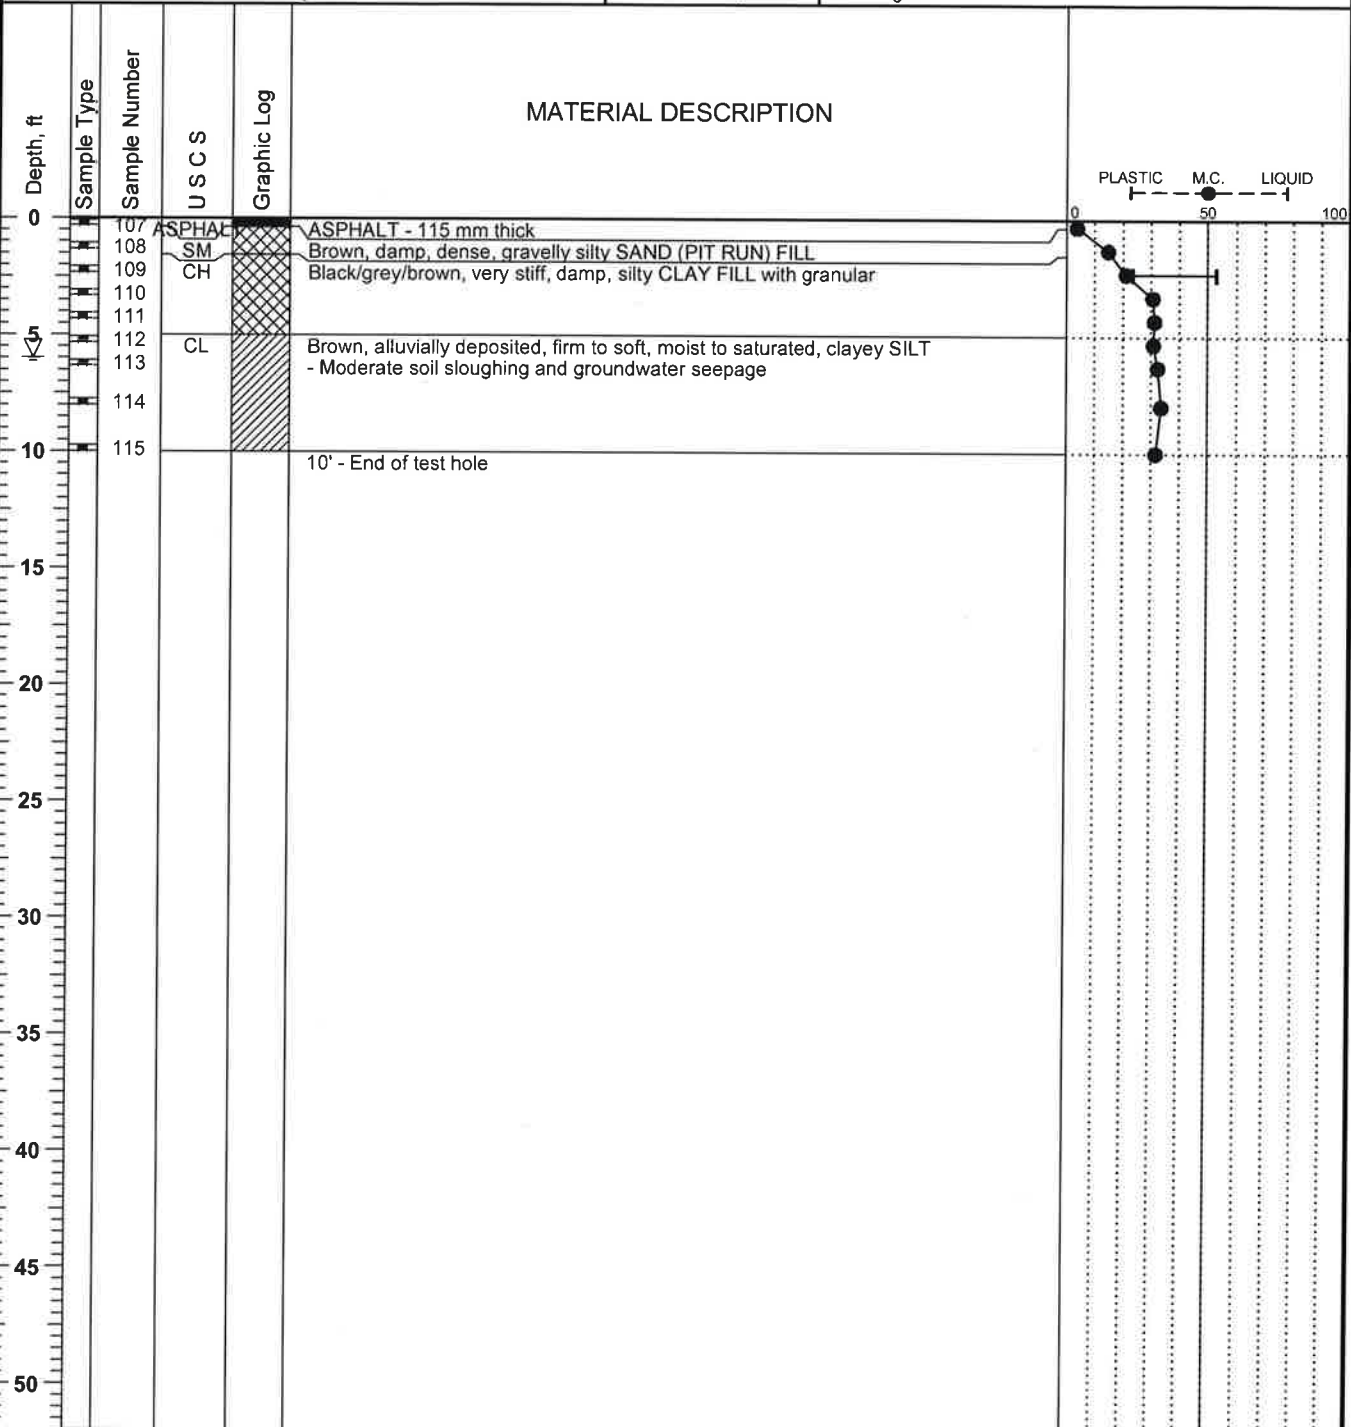 Depth, ft
Sample Type
Sample Number
U S C S
Graphic Log
MATERIAL DESCRIPTION
PLASTIC M.C. LIQUID
0 50 100
0
107 ASPHAL ASPHALT - 115 mm thick
108 SM Brown, damp, dense, gravelly silty SAND (PIT RUN) FILL
109 CH Black/grey/brown, very stiff, damp, silty CLAY FILL with granular
110
111
5
112 CL Brown, alluvially deposited, firm to soft, moist to saturated, clayey SILT
113 - Moderate soil sloughing and groundwater seepage
114
10 115
10' - End of test hole
15
20
25
30
35
40
45
50